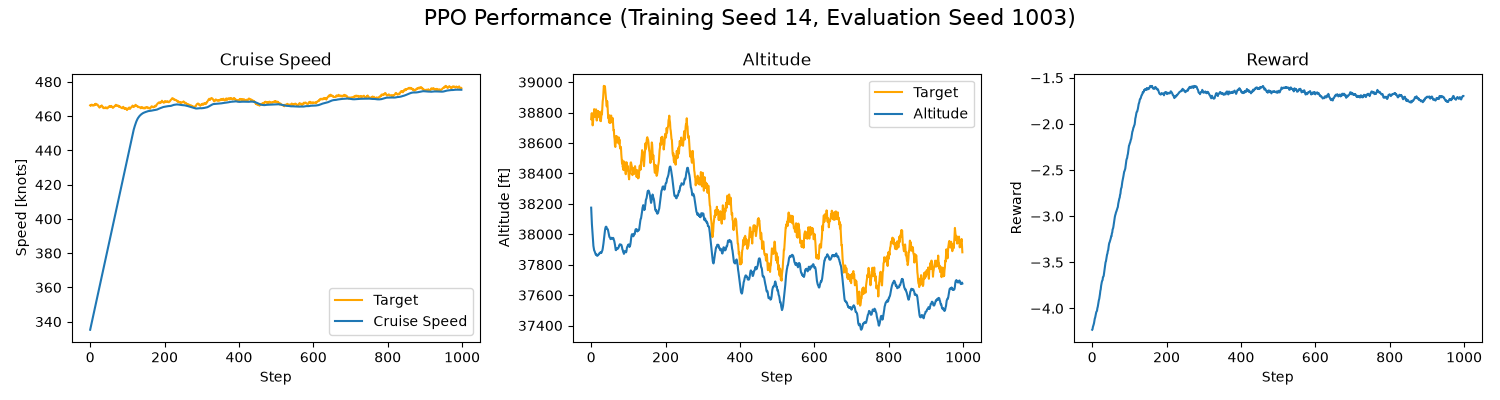 PPO Performance (Training Seed 14, Evaluation Seed 1003)
Cruise Speed
Speed [knots]
480
460
440
420
400
380
360
340
0 200 400 600 800 1000
Step
Target
Cruise Speed
Altitude
Altitude [ft]
39000
38800
38600
38400
38200
38000
37800
37600
37400
0 200 400 600 800 1000
Step
Target
Altitude
Reward
Reward
−1.5
−2.0
−2.5
−3.0
−3.5
−4.0
0 200 400 600 800 1000
Step